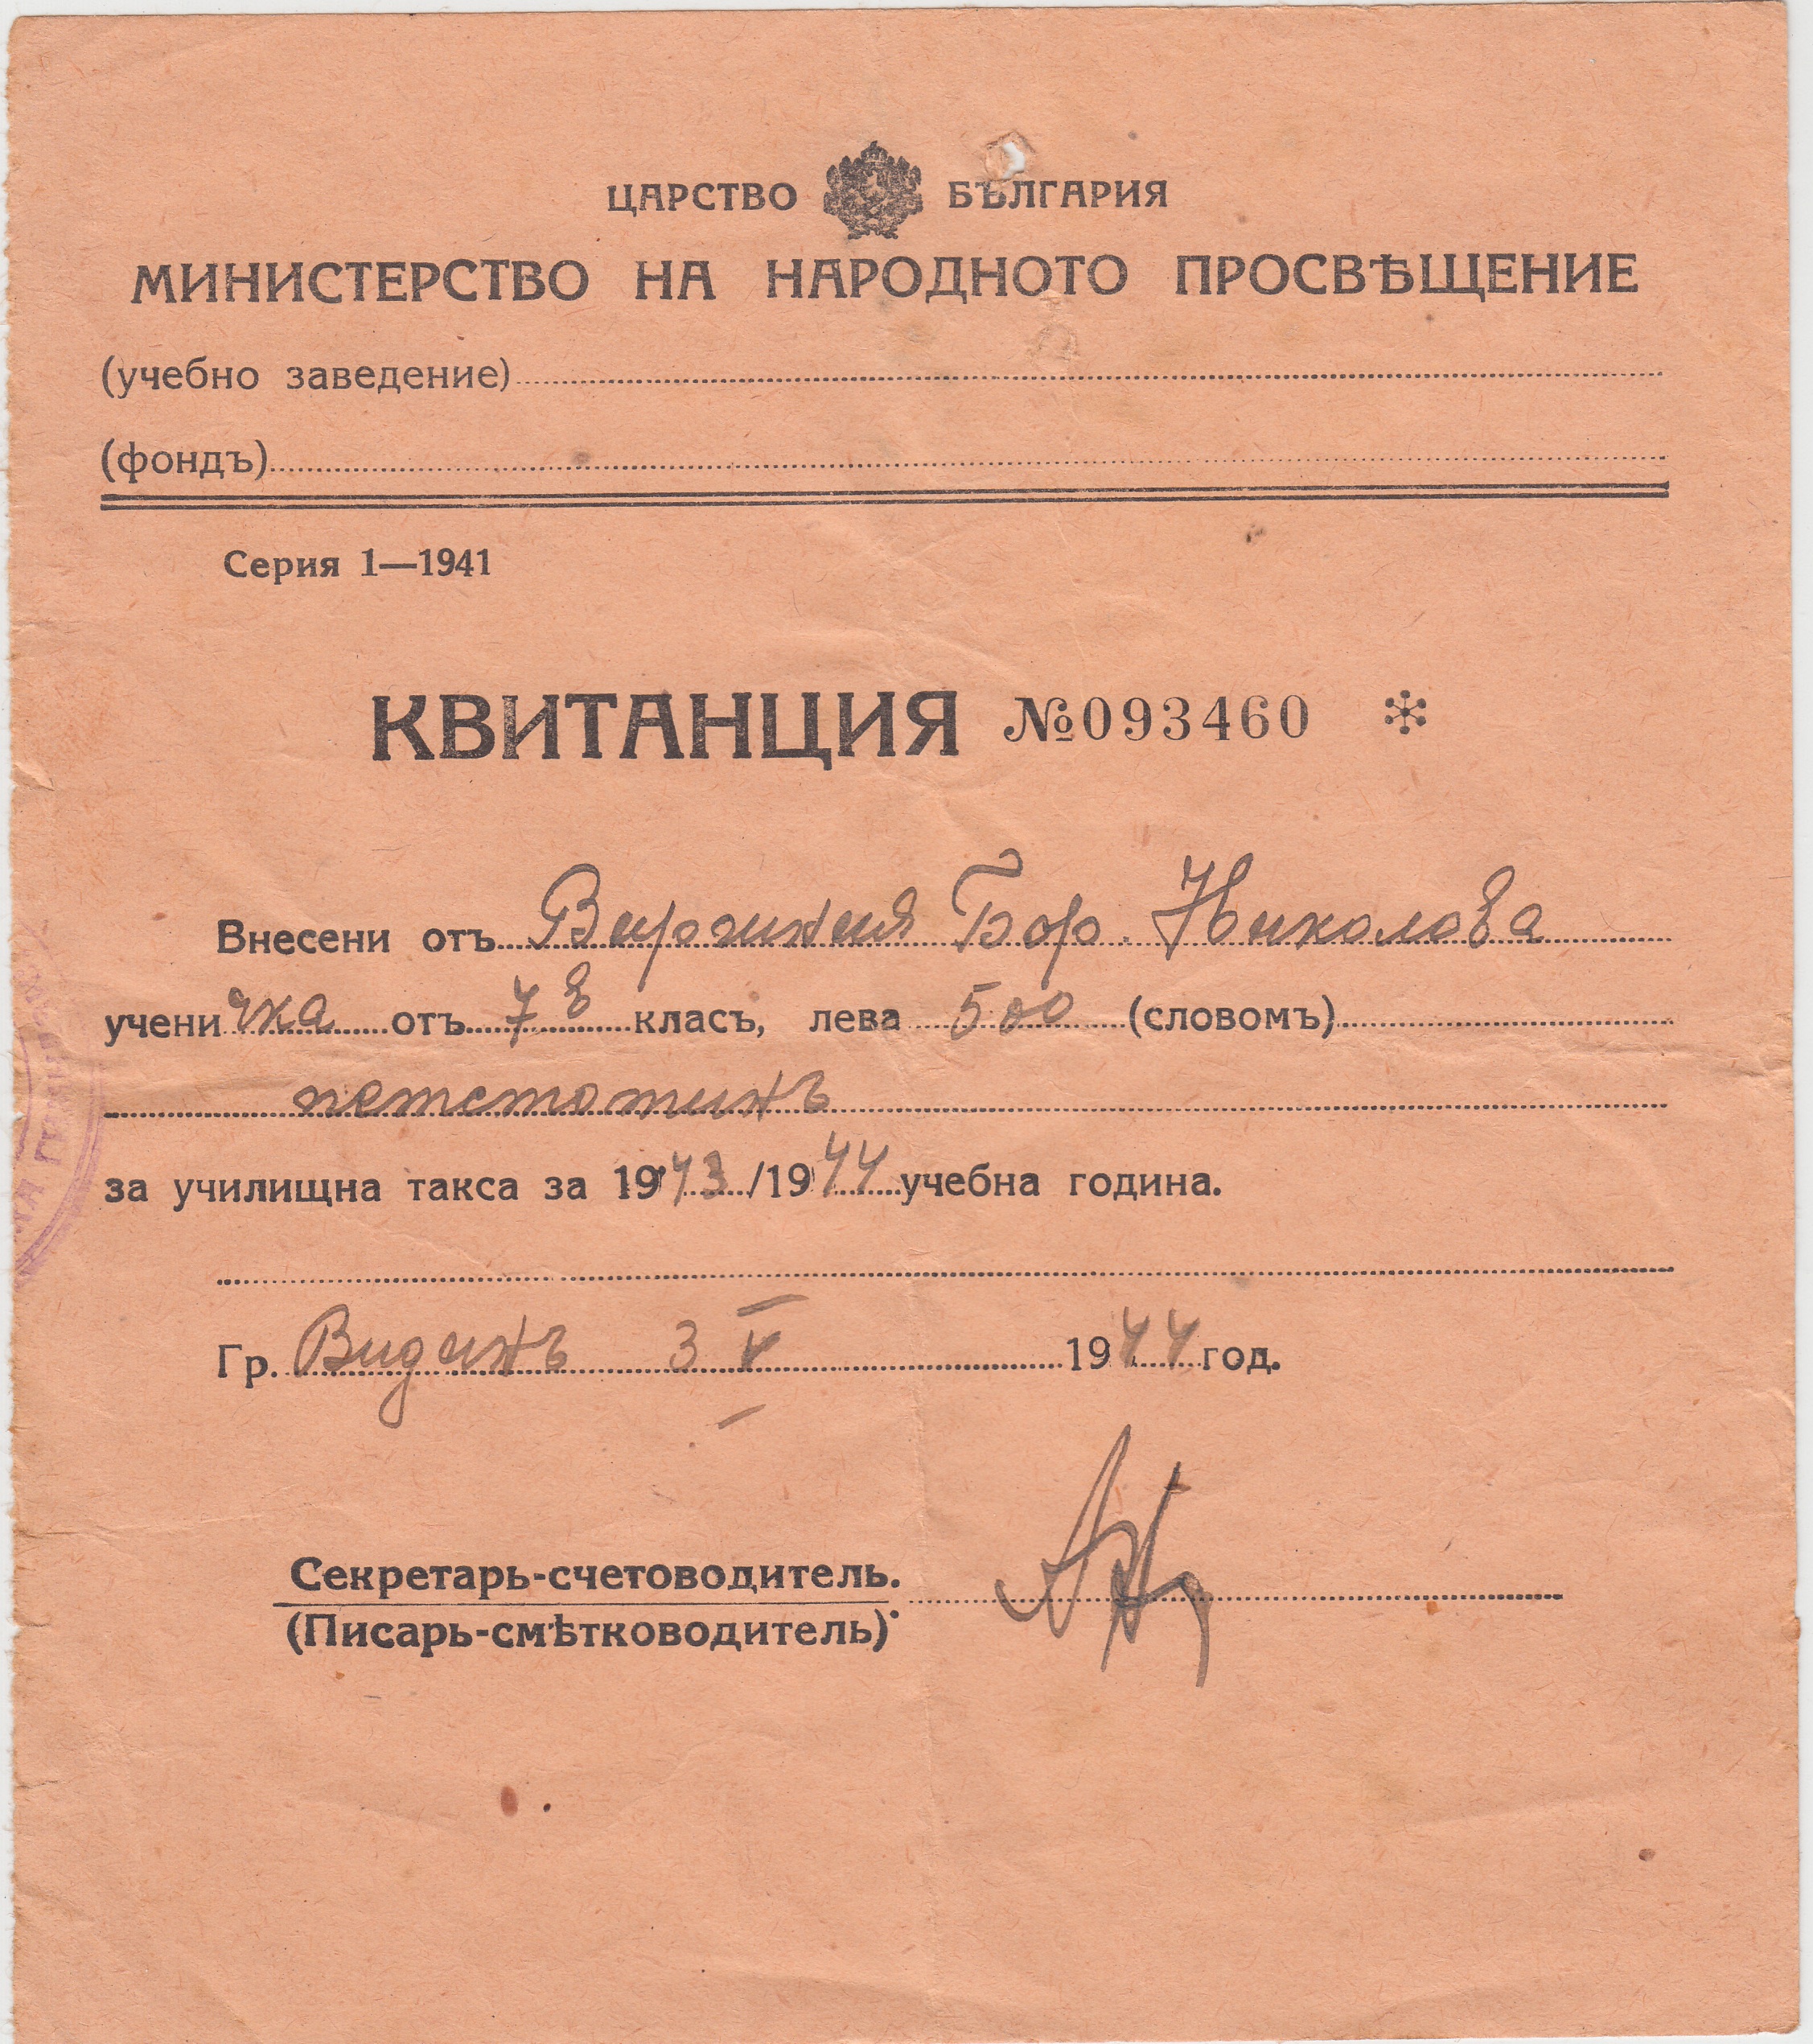 ЦАРСТВО БЪЛГАРИЯ
МИНИСТЕРСТВО НА НАРОДНОТО ПРОСВѢЩЕНИЕ
(учебно заведение)
(фондъ)
Серия 1—1941
КВИТАНЦИЯ №093460 *
Внесени отъ Виргиния Бор. Николова
ученичка отъ 7 в класъ, лева 500 (словомъ)
петстотинъ
за училищна такса за 1943/1944 учебна година.
Гр. Видинъ 3 V 1944 год.
Секретарь-счетоводитель.
(Писарь-смѣтководитель)